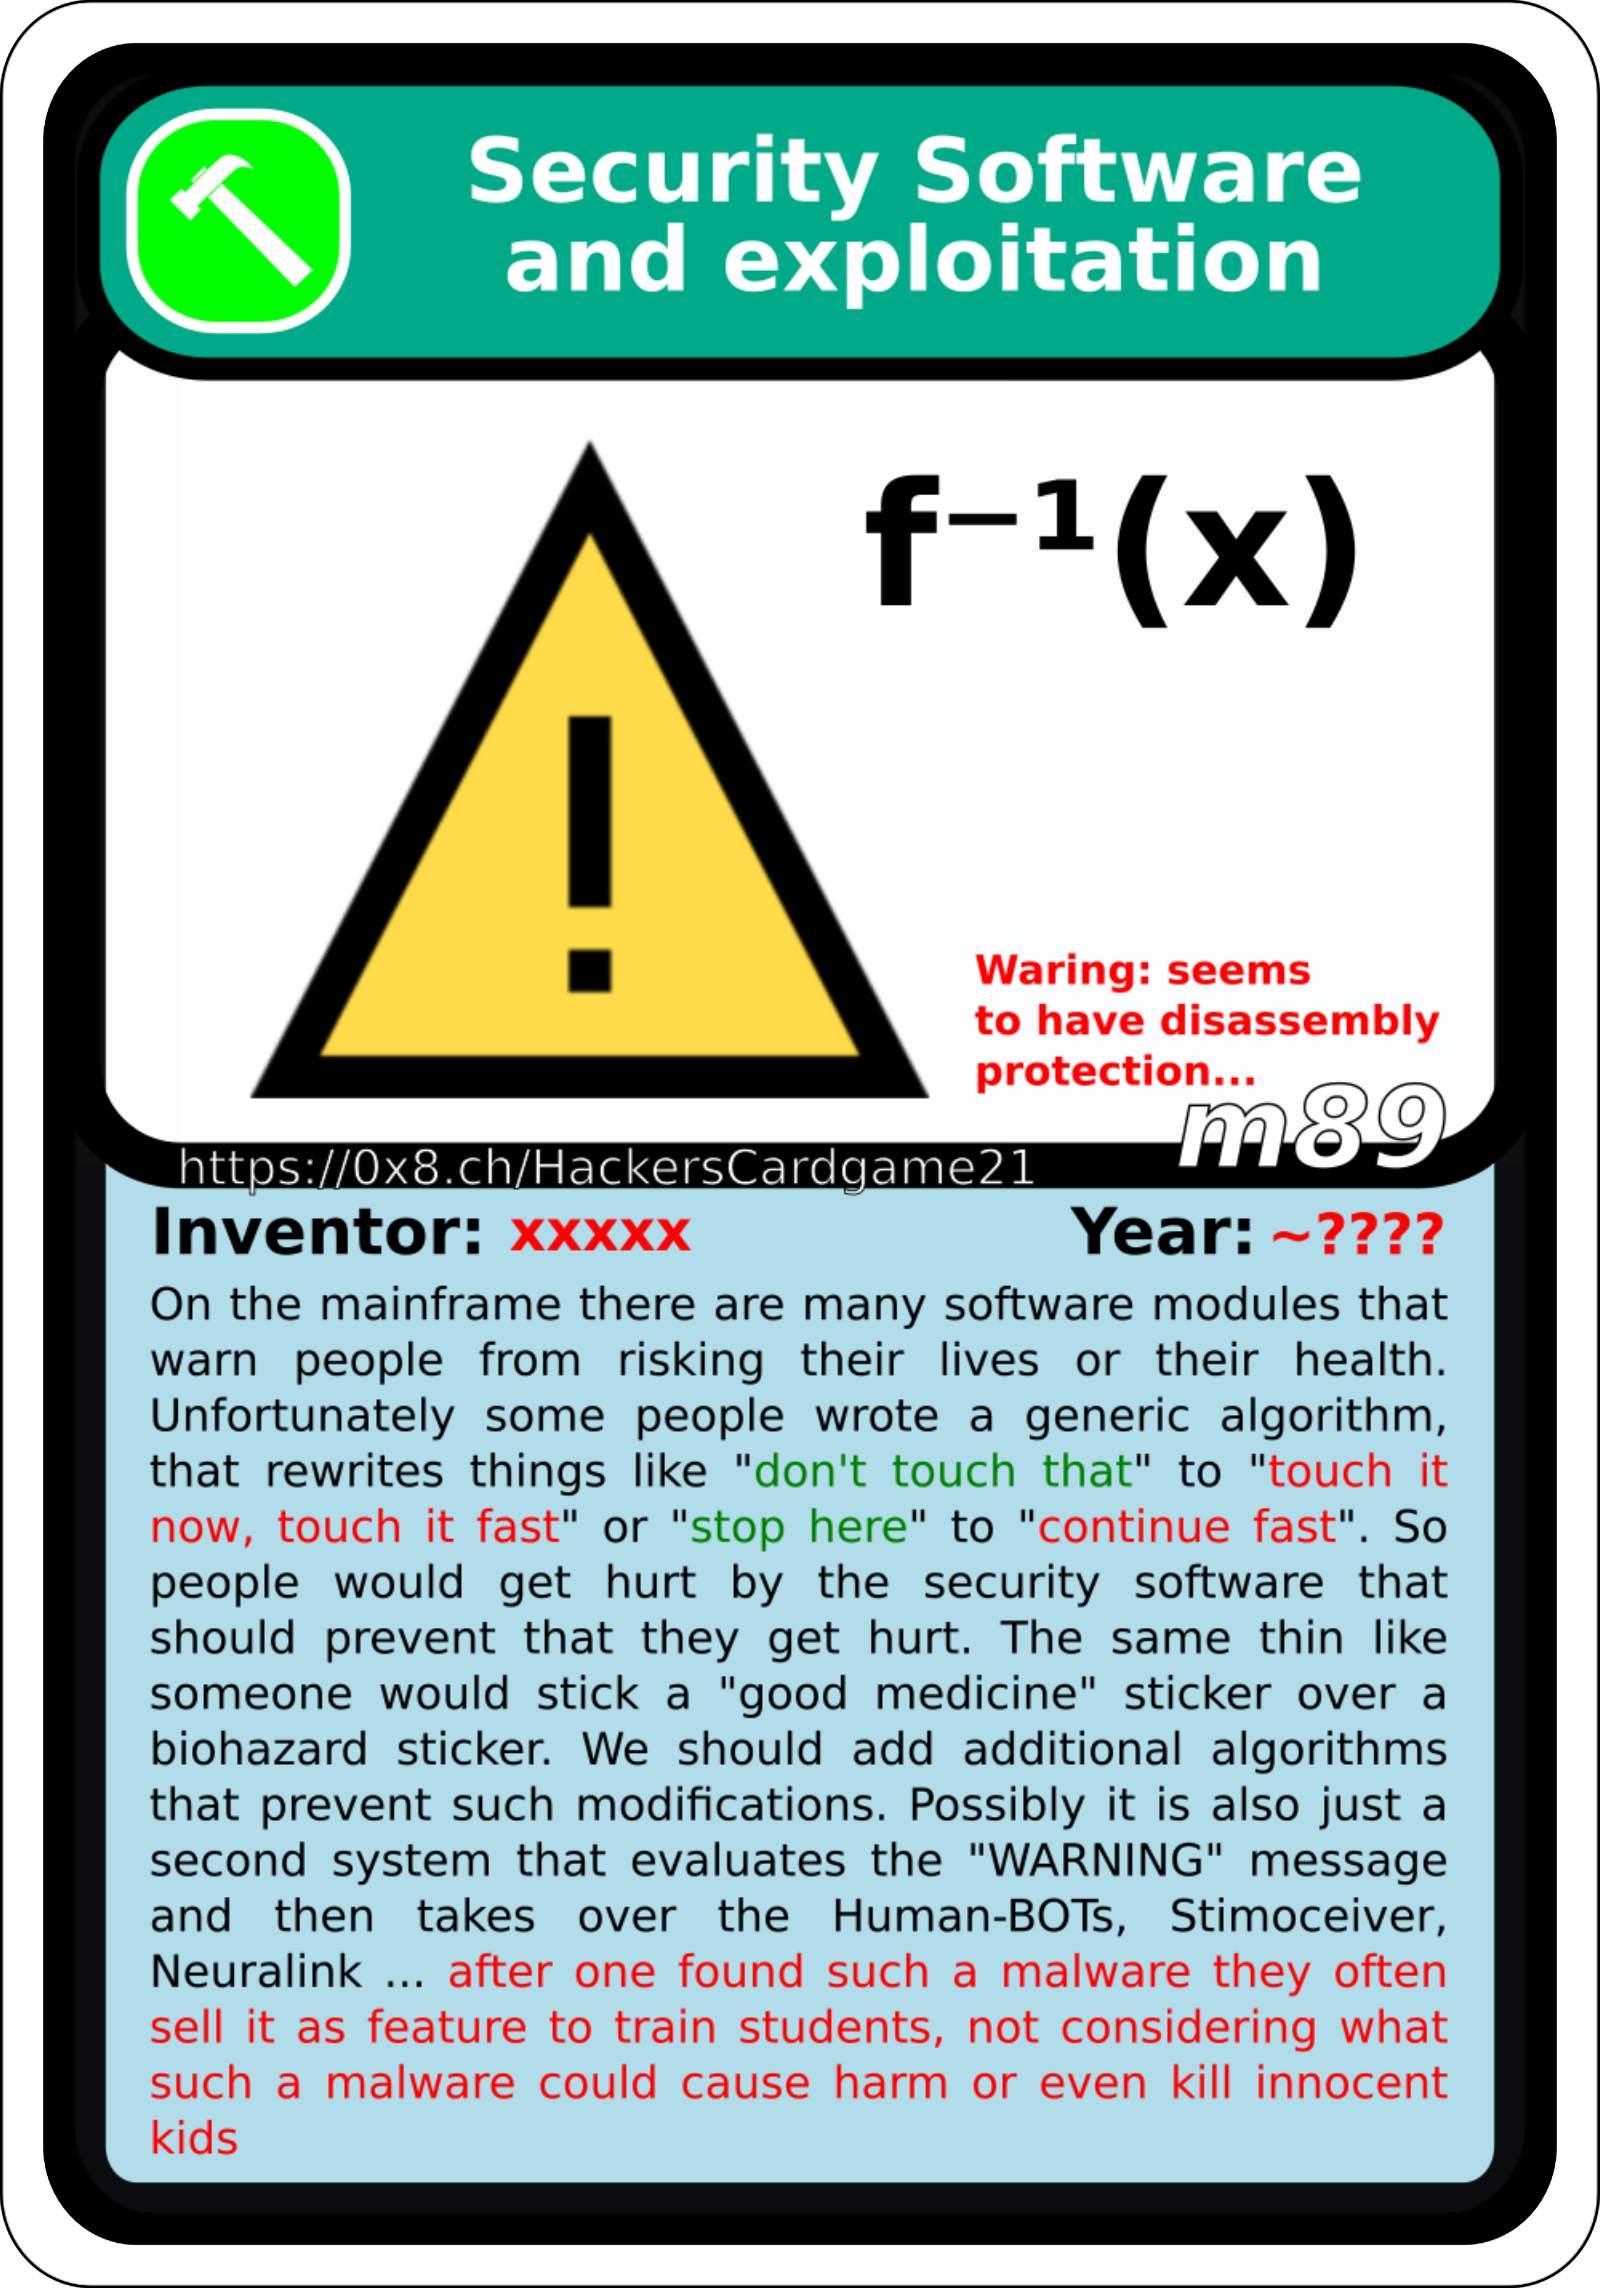 Security Software
and exploitation
f⁻¹(x)
Waring: seems
to have disassembly
protection...
m89
https://0x8.ch/HackersCardgame21
Inventor: xxxxx Year: ~????
On the mainframe there are many software modules that
warn people from risking their lives or their health.
Unfortunately some people wrote a generic algorithm,
that rewrites things like "don't touch that" to "touch it
now, touch it fast" or "stop here" to "continue fast". So
people would get hurt by the security software that
should prevent that they get hurt. The same thin like
someone would stick a "good medicine" sticker over a
biohazard sticker. We should add additional algorithms
that prevent such modifications. Possibly it is also just a
second system that evaluates the "WARNING" message
and then takes over the Human-BOTs, Stimoceiver,
Neuralink ... after one found such a malware they often
sell it as feature to train students, not considering what
such a malware could cause harm or even kill innocent
kids